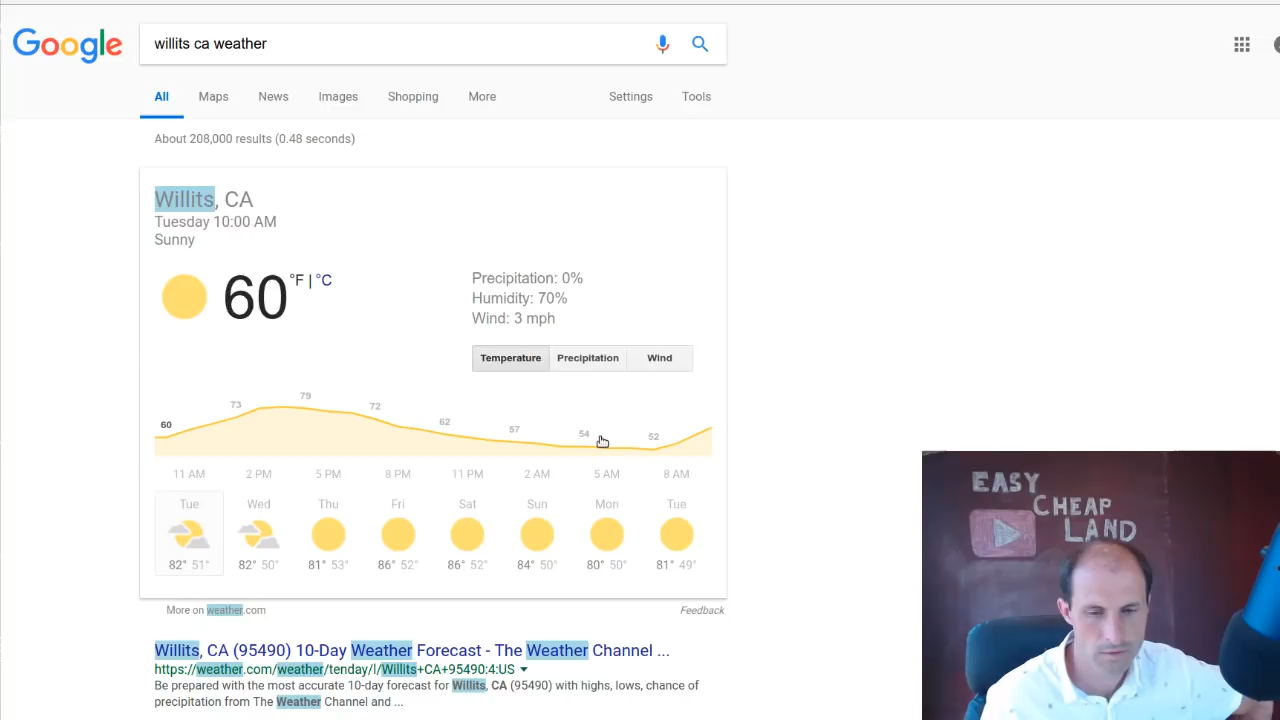 Google
willits ca weather
All Maps News Images Shopping More Settings Tools
About 208,000 results (0.48 seconds)
Willits, CA
Tuesday 10:00 AM
Sunny
60 °F | °C
Precipitation: 0%
Humidity: 70%
Wind: 3 mph
Temperature Precipitation Wind
60 73 79 72 62 57 54 52
11 AM 2 PM 5 PM 8 PM 11 PM 2 AM 5 AM 8 AM
Tue Wed Thu Fri Sat Sun Mon Tue
82° 51° 82° 50° 81° 53° 86° 52° 86° 52° 84° 50° 80° 50° 81° 49°
More on weather.com Feedback
Willits, CA (95490) 10-Day Weather Forecast - The Weather Channel ...
https://weather.com/weather/tenday/l/Willits+CA+95490:4:US
Be prepared with the most accurate 10-day forecast for Willits, CA (95490) with highs, lows, chance of
precipitation from The Weather Channel and ...
EASY
CHEAP
LAND